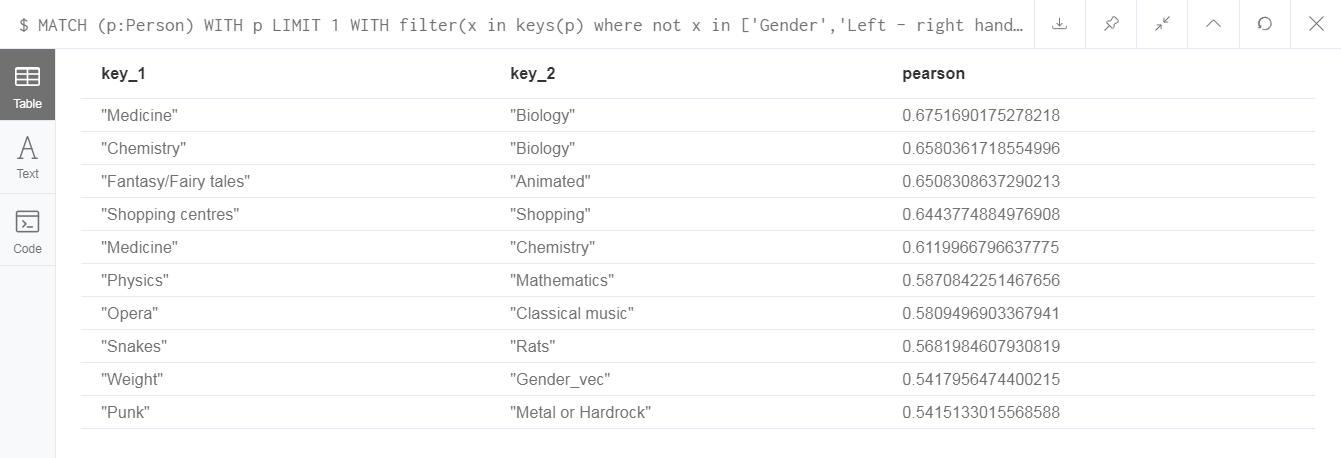 $ MATCH (p:Person) WITH p LIMIT 1 WITH filter(x in keys(p) where not x in ['Gender','Left - right hand…
Table
Text
Code
key_1 key_2 pearson
"Medicine" "Biology" 0.6751690175278218
"Chemistry" "Biology" 0.6580361718554996
"Fantasy/Fairy tales" "Animated" 0.6508308637290213
"Shopping centres" "Shopping" 0.6443774884976908
"Medicine" "Chemistry" 0.6119966796637775
"Physics" "Mathematics" 0.5870842251467656
"Opera" "Classical music" 0.5809496903367941
"Snakes" "Rats" 0.5681984607930819
"Weight" "Gender_vec" 0.5417956474400215
"Punk" "Metal or Hardrock" 0.5415133015568588